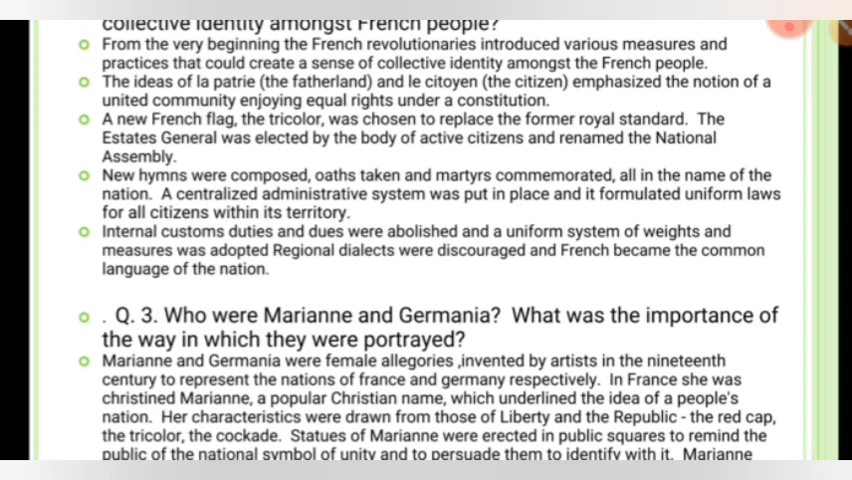 collective identity amongst French people?
From the very beginning the French revolutionaries introduced various measures and
practices that could create a sense of collective identity amongst the French people.
The ideas of la patrie (the fatherland) and le citoyen (the citizen) emphasized the notion of a
united community enjoying equal rights under a constitution.
A new French flag, the tricolor, was chosen to replace the former royal standard. The
Estates General was elected by the body of active citizens and renamed the National
Assembly.
New hymns were composed, oaths taken and martyrs commemorated, all in the name of the
nation. A centralized administrative system was put in place and it formulated uniform laws
for all citizens within its territory.
Internal customs duties and dues were abolished and a uniform system of weights and
measures was adopted Regional dialects were discouraged and French became the common
language of the nation.
. Q. 3. Who were Marianne and Germania? What was the importance of
the way in which they were portrayed?
Marianne and Germania were female allegories ,invented by artists in the nineteenth
century to represent the nations of france and germany respectively. In France she was
christined Marianne, a popular Christian name, which underlined the idea of a people's
nation. Her characteristics were drawn from those of Liberty and the Republic - the red cap,
the tricolor, the cockade. Statues of Marianne were erected in public squares to remind the
public of the national symbol of unity and to persuade them to identify with it. Marianne